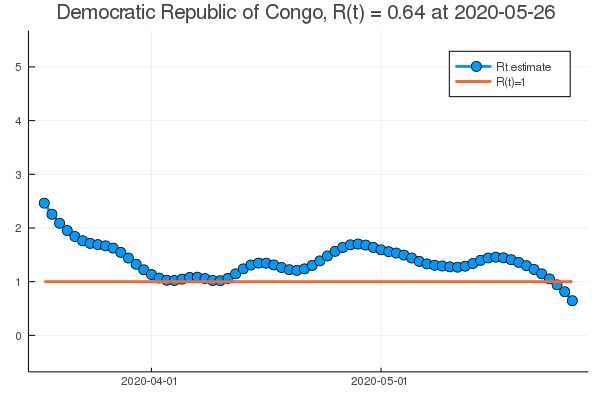 Democratic Republic of Congo, R(t) = 0.64 at 2020-05-26
5
Rt estimate
R(t)=1
4
3
2
1
0
2020-04-01
2020-05-01